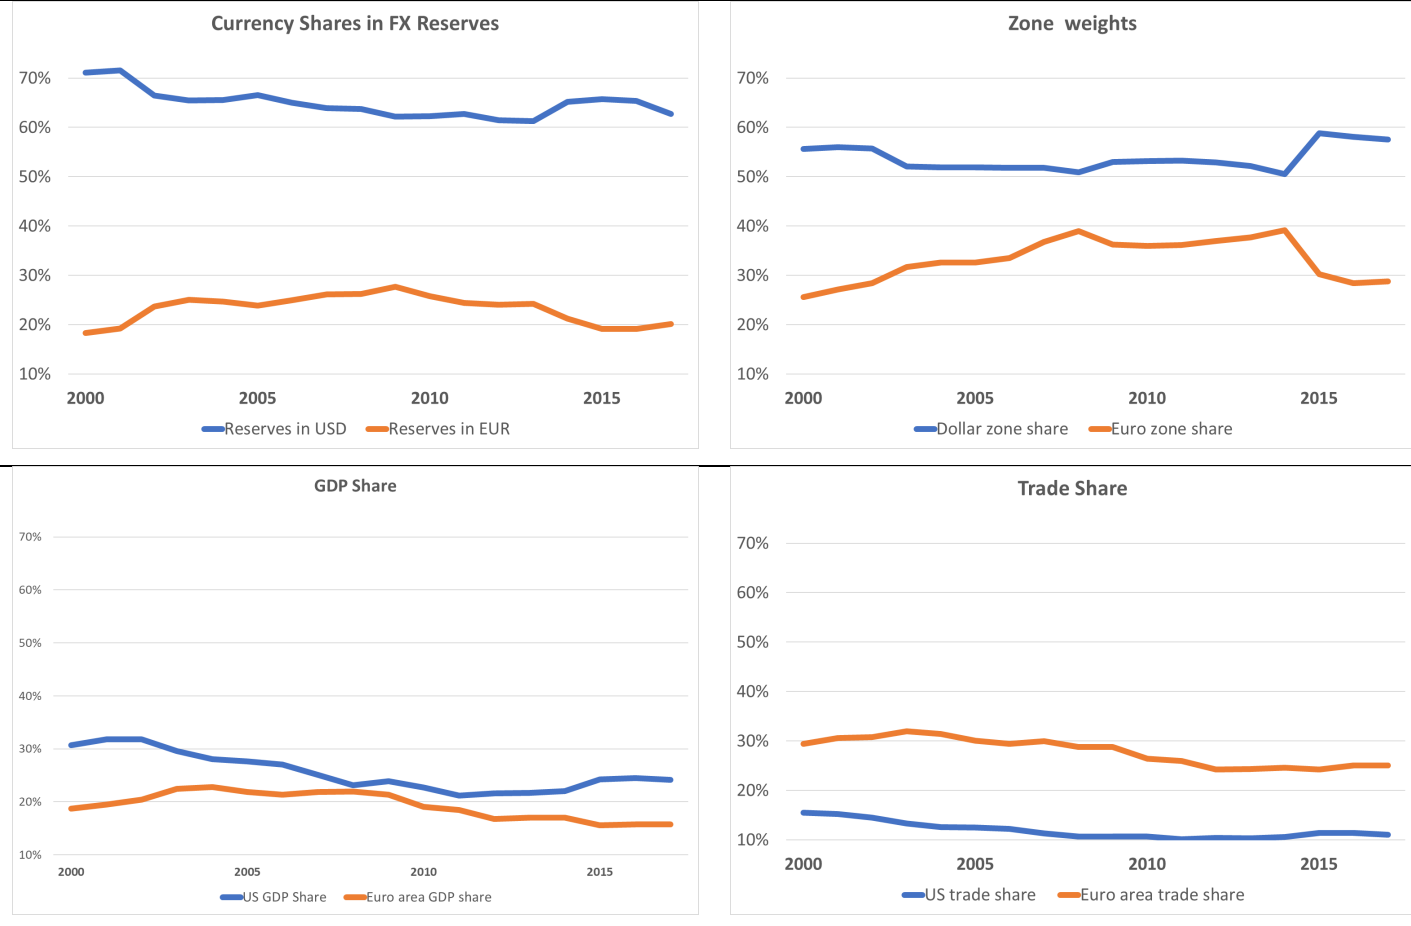 Currency Shares in FX Reserves
70%
60%
50%
40%
30%
20%
10%
2000 2005 2010 2015
Reserves in USD Reserves in EUR
Zone weights
70%
60%
50%
40%
30%
20%
10%
2000 2005 2010 2015
Dollar zone share Euro zone share
GDP Share
70%
60%
50%
40%
30%
20%
10%
2000 2005 2010 2015
US GDP Share Euro area GDP share
Trade Share
70%
60%
50%
40%
30%
20%
10%
2000 2005 2010 2015
US trade share Euro area trade share